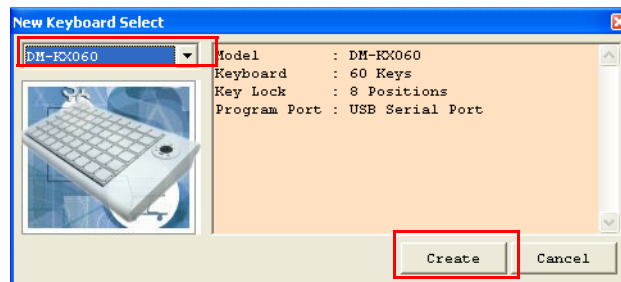 New Keyboard Select
DM-KX060
Model : DM-KX060
Keyboard : 60 Keys
Key Lock : 8 Positions
Program Port : USB Serial Port
Create
Cancel